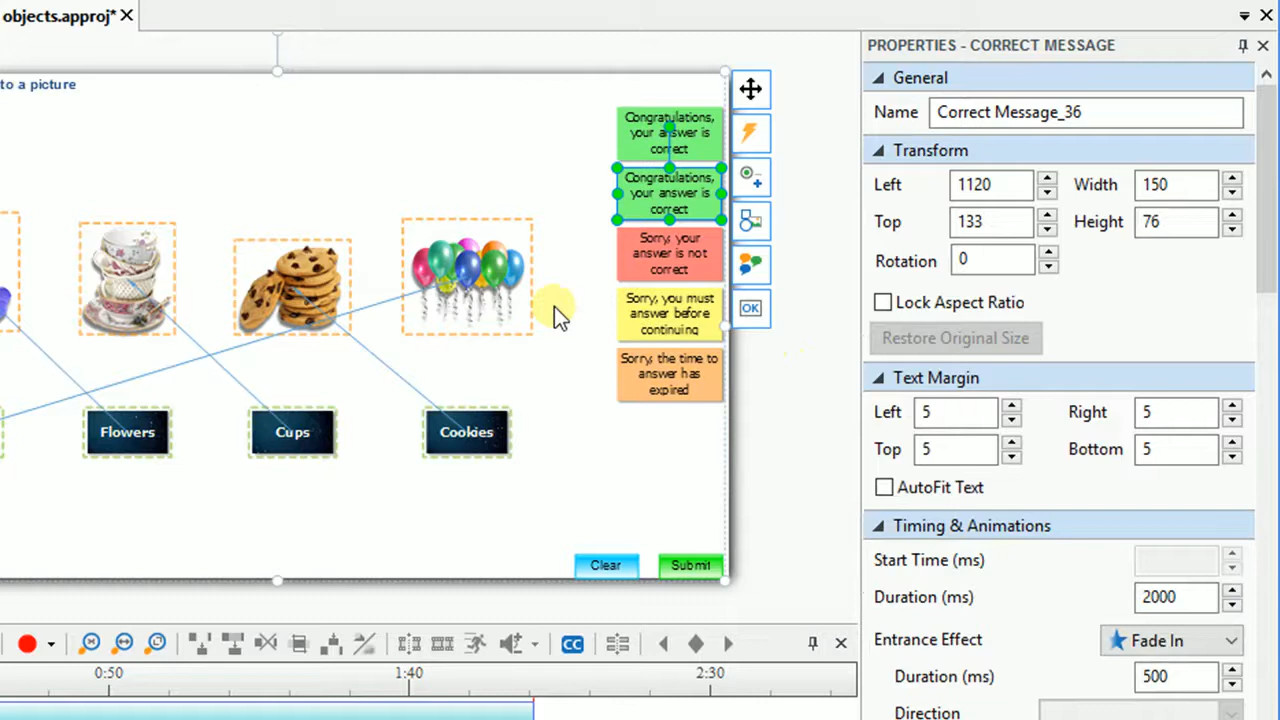 objects.approj*
PROPERTIES - CORRECT MESSAGE
General
Name Correct Message_36
Transform
Left 1120 Width 150
Top 133 Height 76
Rotation 0
Lock Aspect Ratio
Restore Original Size
Text Margin
Left 5 Right 5
Top 5 Bottom 5
AutoFit Text
Timing & Animations
Start Time (ms)
Duration (ms) 2000
Entrance Effect Fade In
Duration (ms) 500
Direction
to a picture
Congratulations,
your answer is
correct
Congratulations,
your answer is
correct
Sorry, your
answer is not
correct
Sorry, you must
answer before
continuing
Sorry, the time to
answer has
expired
OK
Flowers
Cups
Cookies
Clear
Submit
CC
0:50
1:40
2:30